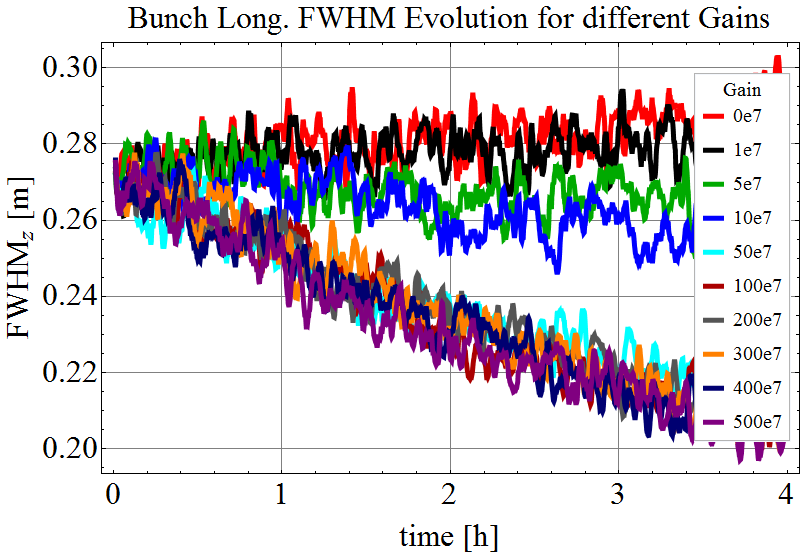 Bunch Long. FWHM Evolution for different Gains
FWHMz [m]
0.30
0.28
0.26
0.24
0.22
0.20
0 1 2 3 4
time [h]
Gain
0e7
1e7
5e7
10e7
50e7
100e7
200e7
300e7
400e7
500e7